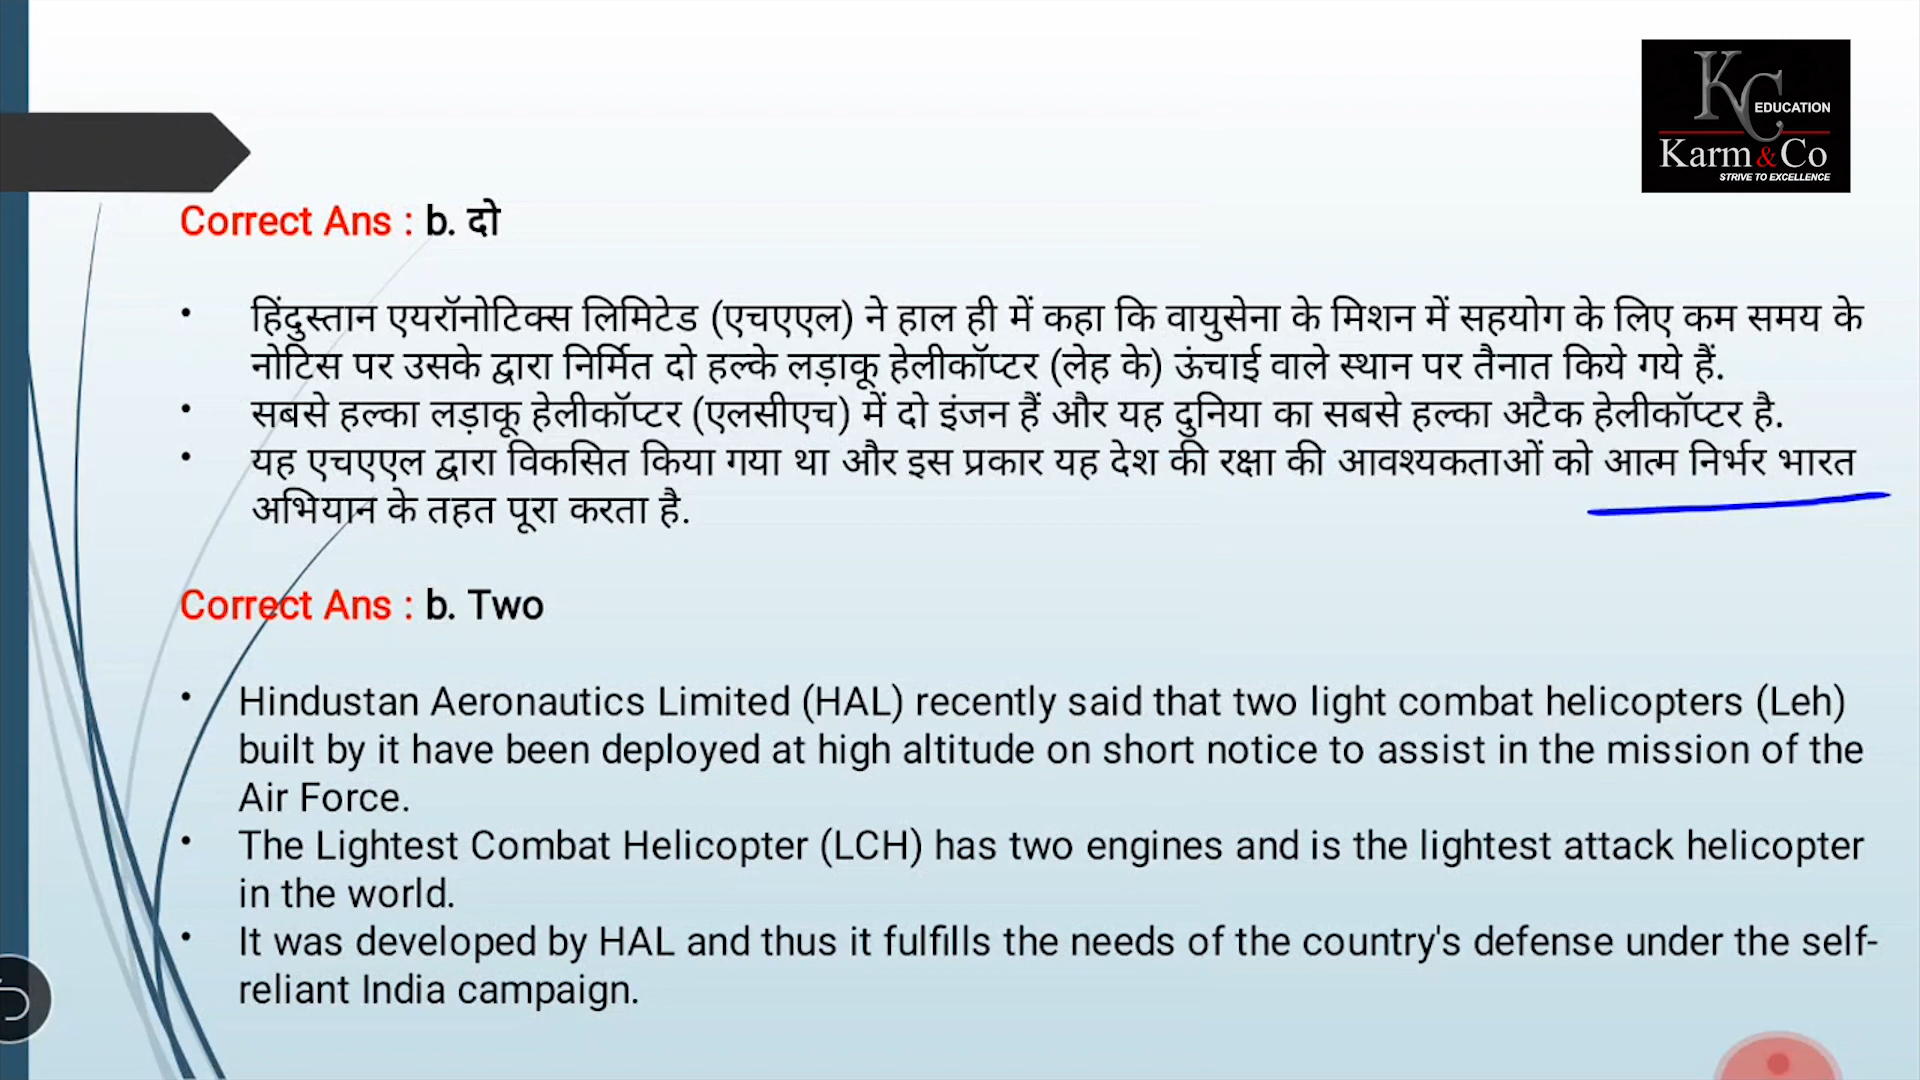 KC EDUCATION
Karm & Co
STRIVE TO EXCELLENCE
Correct Ans : b. दो
• हिंदुस्तान एयरॉनोटिक्स लिमिटेड (एचएएल) ने हाल ही में कहा कि वायुसेना के मिशन में सहयोग के लिए कम समय के
नोटिस पर उसके द्वारा निर्मित दो हल्के लड़ाकू हेलीकॉप्टर (लेह के) ऊंचाई वाले स्थान पर तैनात किये गये हैं.
• सबसे हल्का लड़ाकू हेलीकॉप्टर (एलसीएच) में दो इंजन हैं और यह दुनिया का सबसे हल्का अटैक हेलीकॉप्टर है.
• यह एचएएल द्वारा विकसित किया गया था और इस प्रकार यह देश की रक्षा की आवश्यकताओं को आत्म निर्भर भारत
अभियान के तहत पूरा करता है.
Correct Ans : b. Two
• Hindustan Aeronautics Limited (HAL) recently said that two light combat helicopters (Leh)
built by it have been deployed at high altitude on short notice to assist in the mission of the
Air Force.
• The Lightest Combat Helicopter (LCH) has two engines and is the lightest attack helicopter
in the world.
• It was developed by HAL and thus it fulfills the needs of the country's defense under the self-
reliant India campaign.